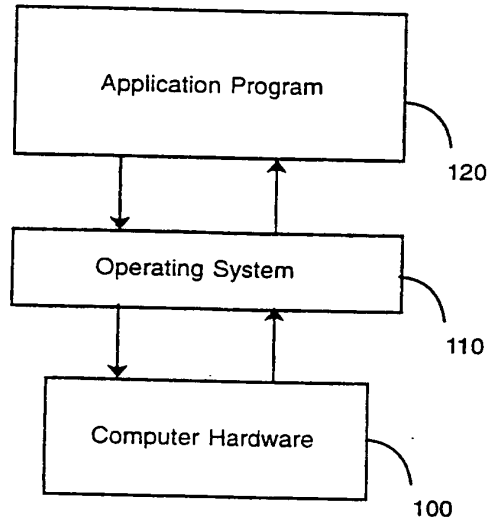 Application Program
120
Operating System
110
Computer Hardware
100